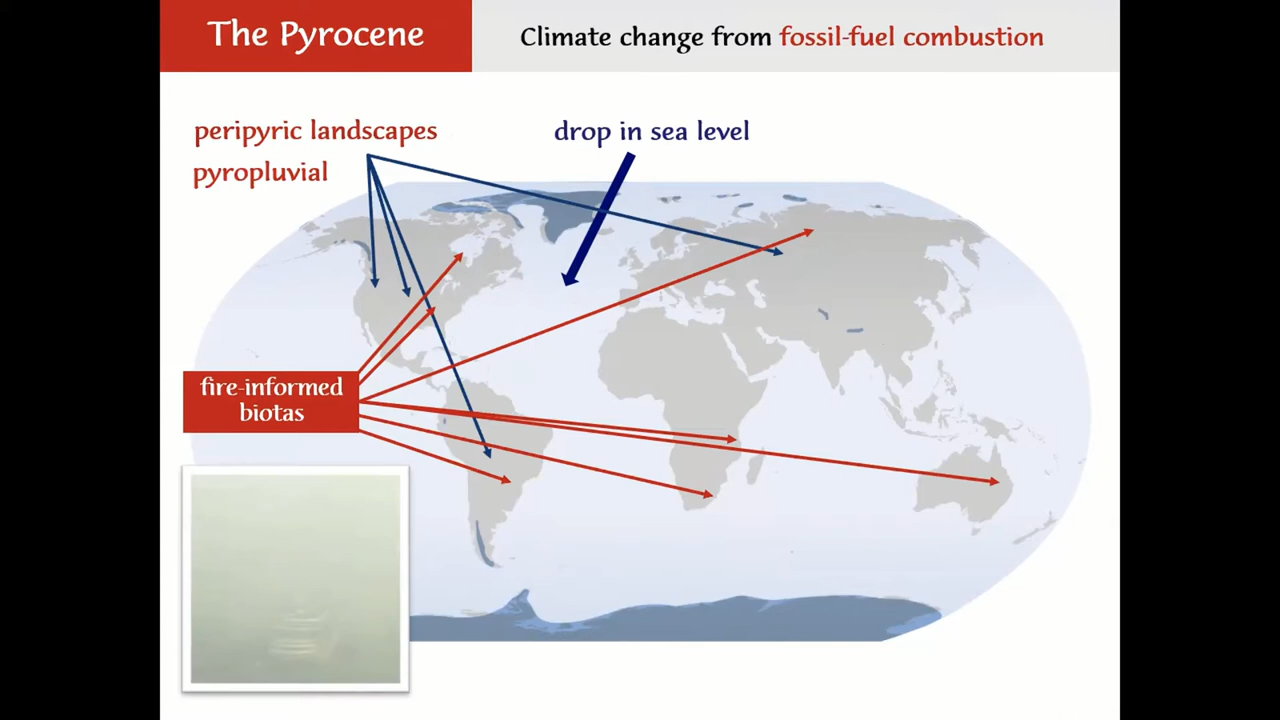 The Pyrocene
Climate change from fossil-fuel combustion
peripyric landscapes
pyropluvial
drop in sea level
fire-informed
biotas